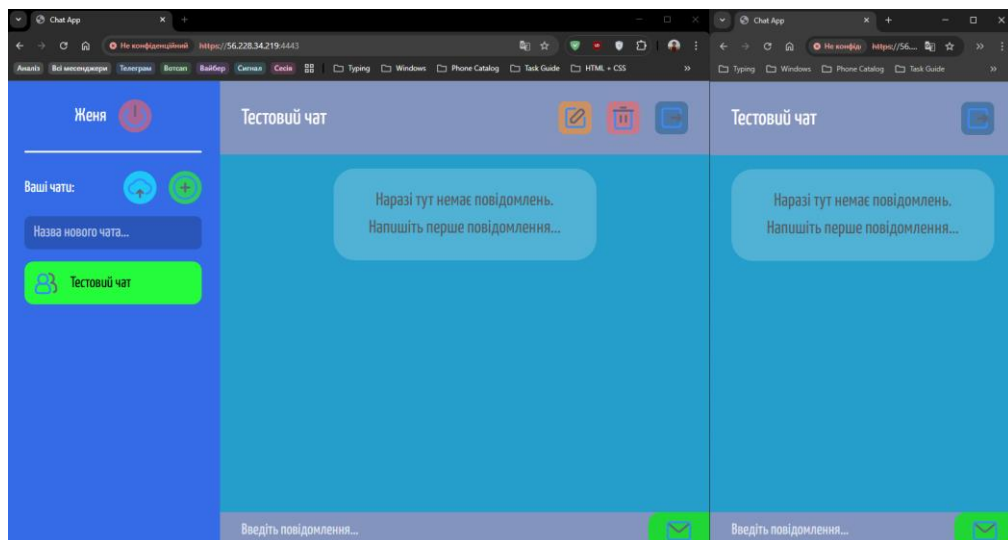 Chat App
Не конфіденційний https://56.228.34.219:4443
Аналіз Всі месенджери Телеграм Вотсап Вайбер Сигнал Сесія Typing Windows Phone Catalog Task Guide HTML + CSS
Женя
Ваші чати:
Назва нового чата...
Тестовий чат
Тестовий чат
Наразі тут немає повідомлень.
Напишіть перше повідомлення...
Введіть повідомлення...
Chat App
Не конфіде https://56....
Typing Windows Phone Catalog Task Guide
Тестовий чат
Наразі тут немає повідомлень.
Напишіть перше повідомлення...
Введіть повідомлення...